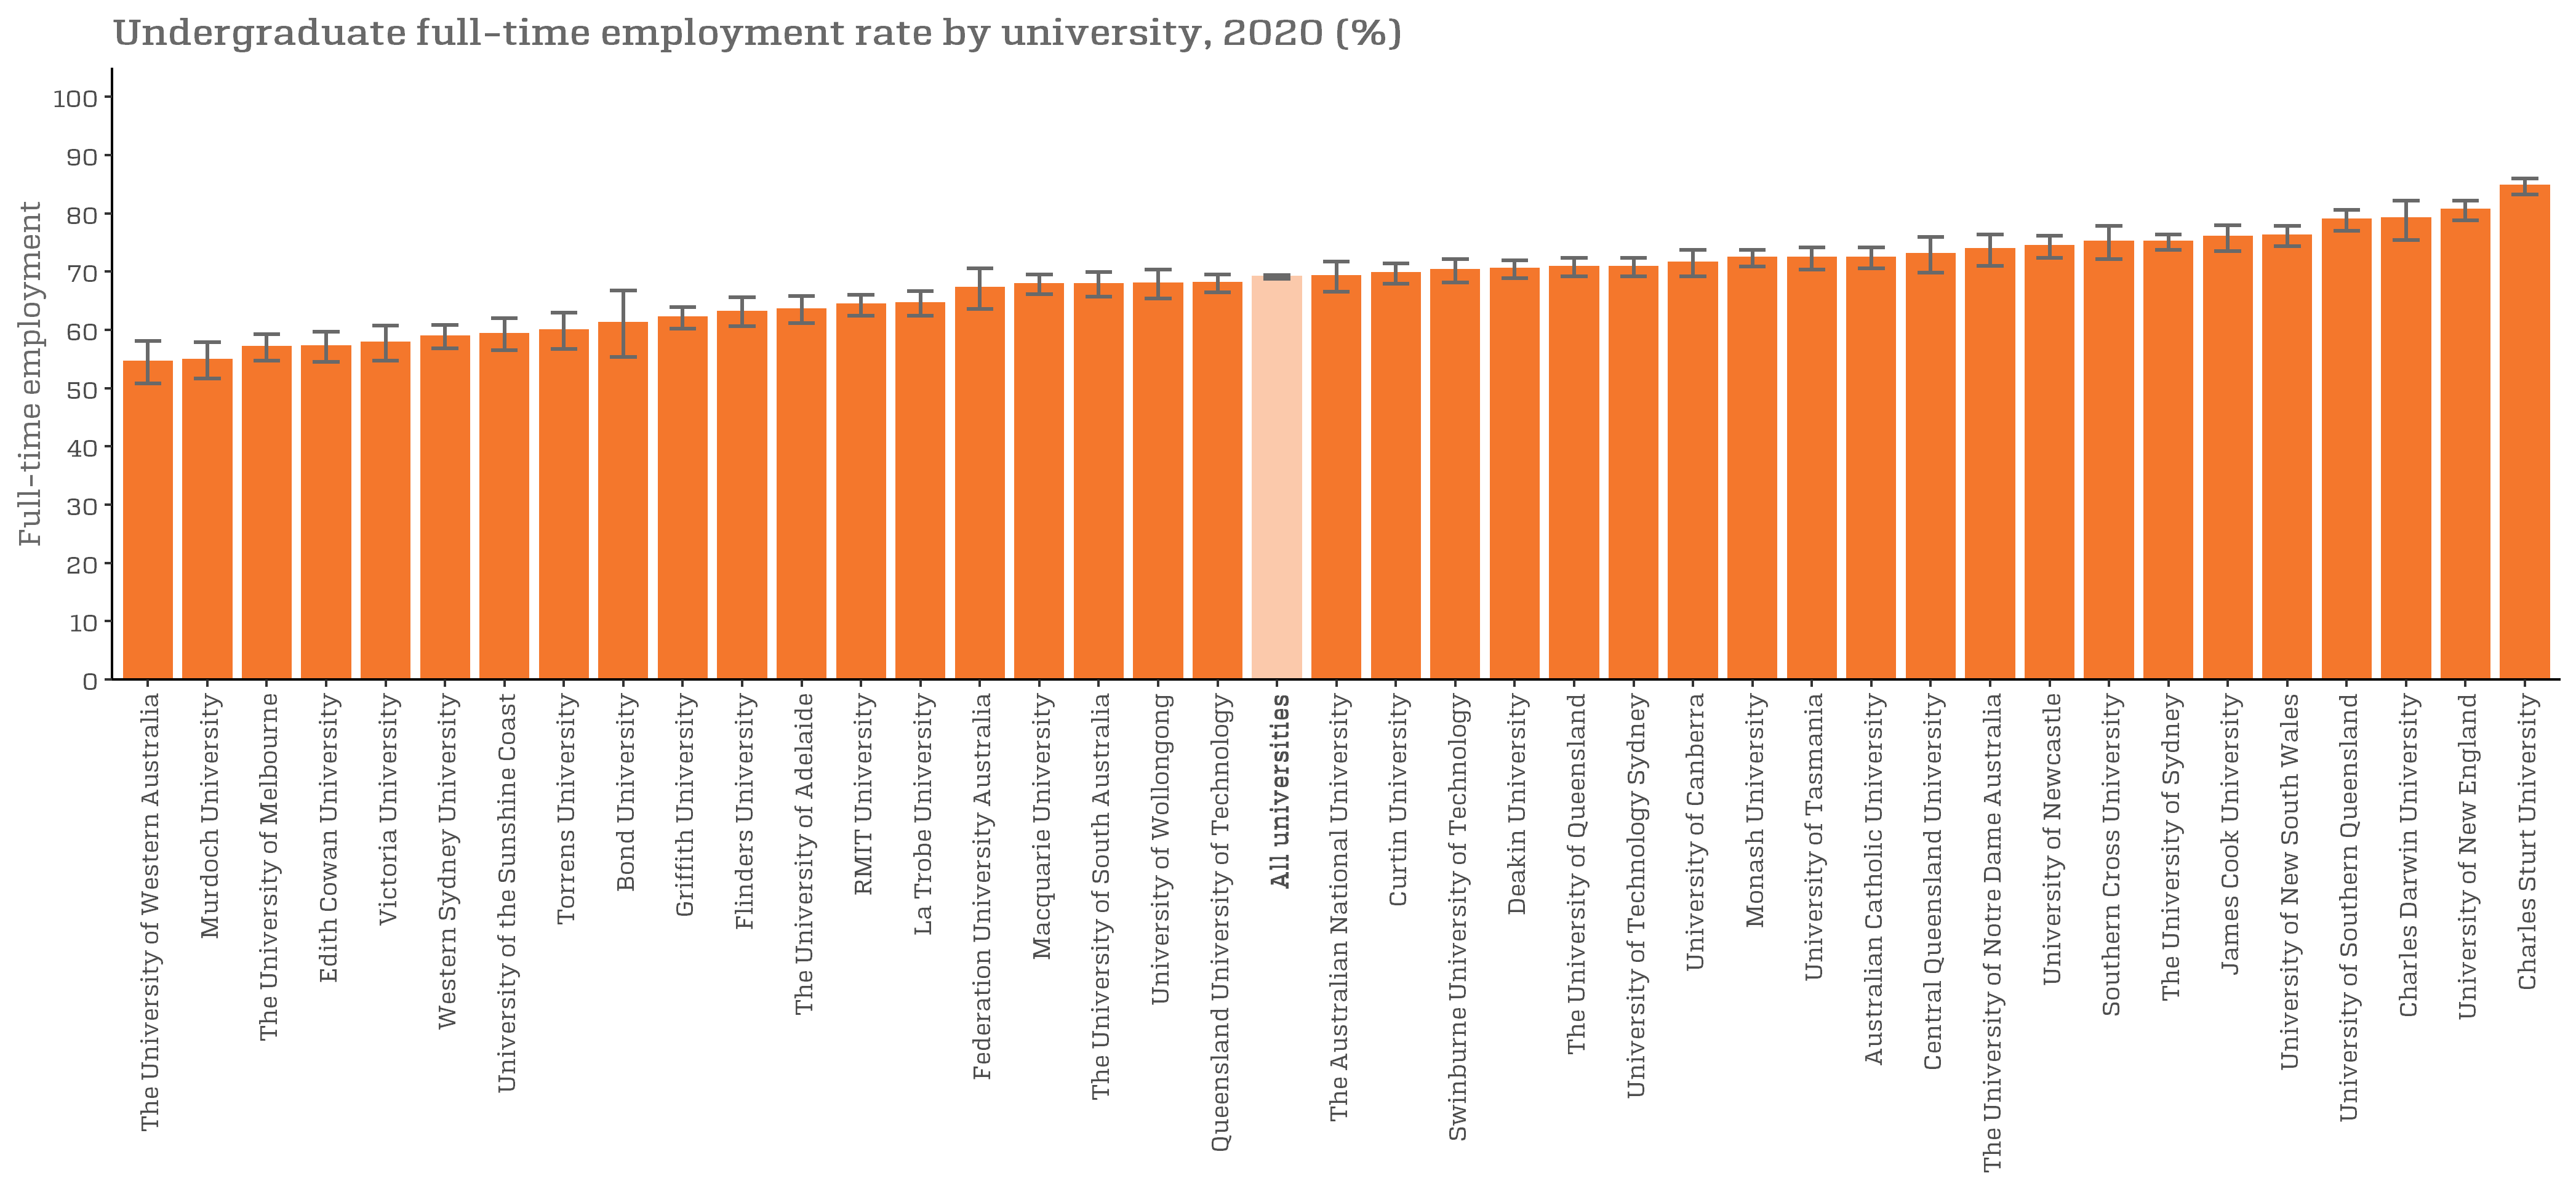 Undergraduate full-time employment rate by university, 2020 (%)
Full-time employment
100
90
80
70
60
50
40
30
20
10
0
The University of Western Australia
Murdoch University
The University of Melbourne
Edith Cowan University
Victoria University
Western Sydney University
University of the Sunshine Coast
Torrens University
Bond University
Griffith University
Flinders University
The University of Adelaide
RMIT University
La Trobe University
Federation University Australia
Macquarie University
The University of South Australia
University of Wollongong
Queensland University of Technology
All universities
The Australian National University
Curtin University
Swinburne University of Technology
Deakin University
The University of Queensland
University of Technology Sydney
University of Canberra
Monash University
University of Tasmania
Australian Catholic University
Central Queensland University
The University of Notre Dame Australia
University of Newcastle
Southern Cross University
The University of Sydney
James Cook University
University of New South Wales
University of Southern Queensland
Charles Darwin University
University of New England
Charles Sturt University